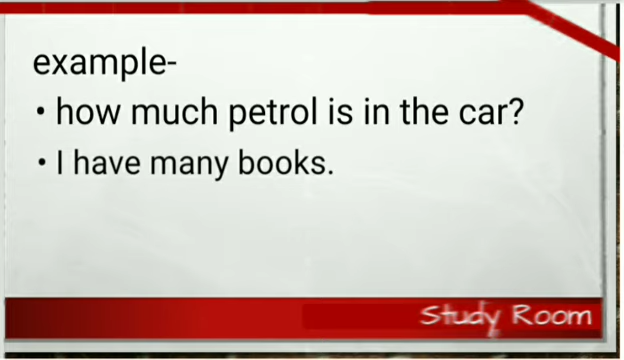 example-
• how much petrol is in the car?
• I have many books.
Study Room